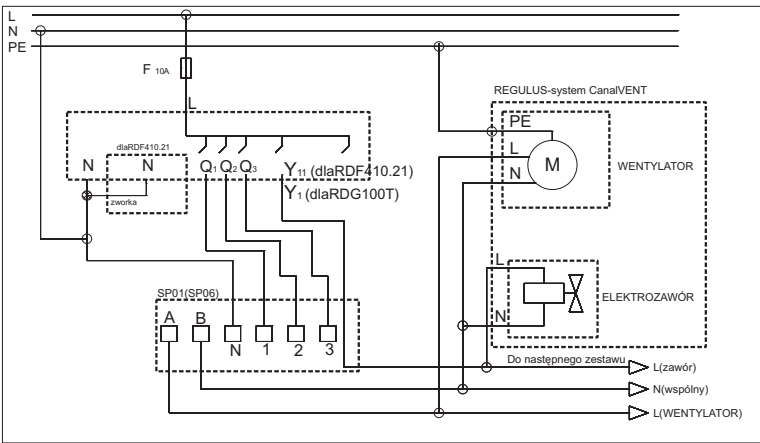 L
N
PE
F 10A
L
REGULUS-system CanalVENT
PE
L
N
M
WENTYLATOR
dlaRDF410.21
N
N
zworka
Q1 Q2 Q3
Y11 (dlaRDF410.21)
Y1 (dlaRDG100T)
L
N
ELEKTROZAWÓR
SP01(SP06)
A
B
N
1
2
3
Do następnego zestawu
L(zawór)
N(wspólny)
L(WENTYLATOR)